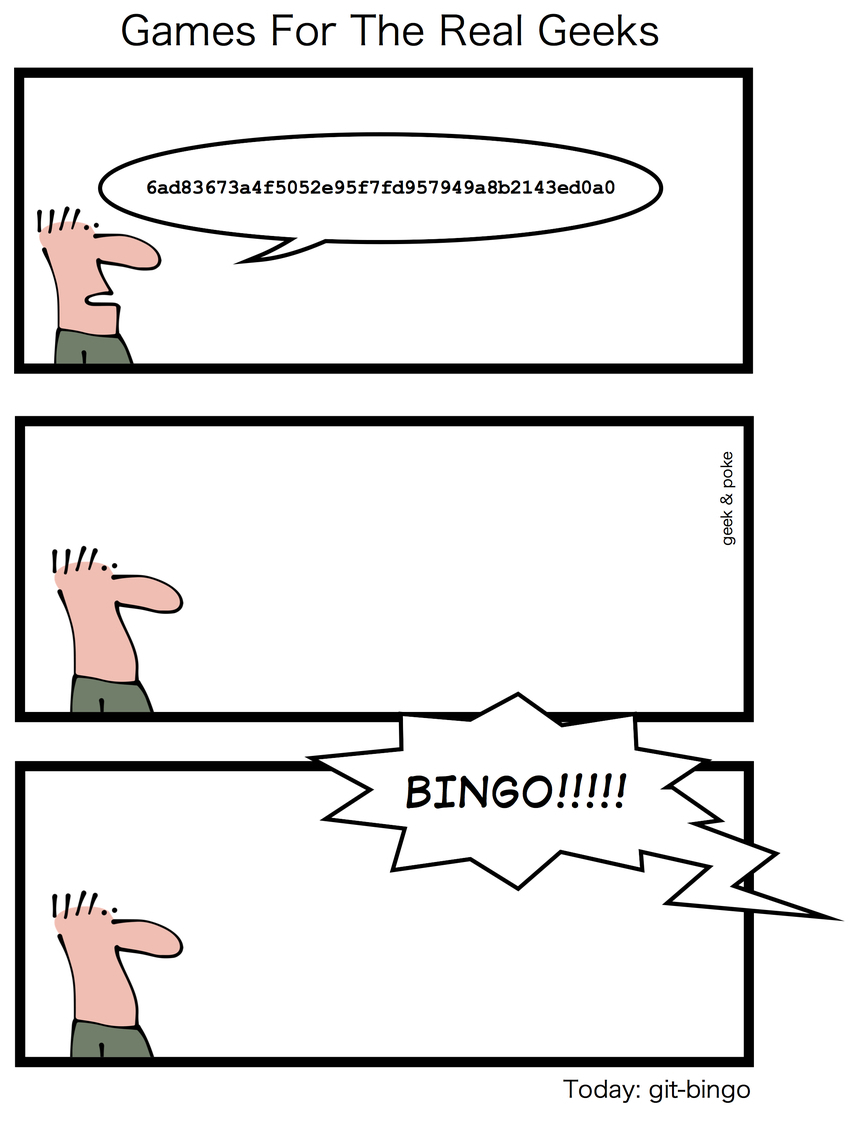 Games For The Real Geeks
6ad83673a4f5052e95f7fd957949a8b2143ed0a0
geek & poke
BINGO!!!!!
Today: git-bingo